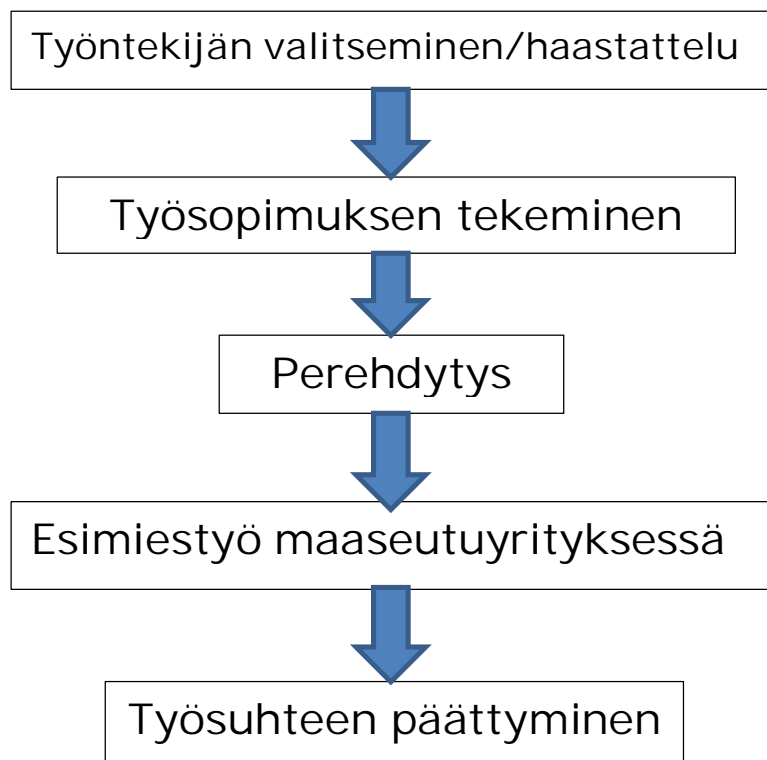 Työntekijän valitseminen/haastattelu
Työsopimuksen tekeminen
Perehdytys
Esimiestyö maaseutuyrityksessä
Työsuhteen päättyminen